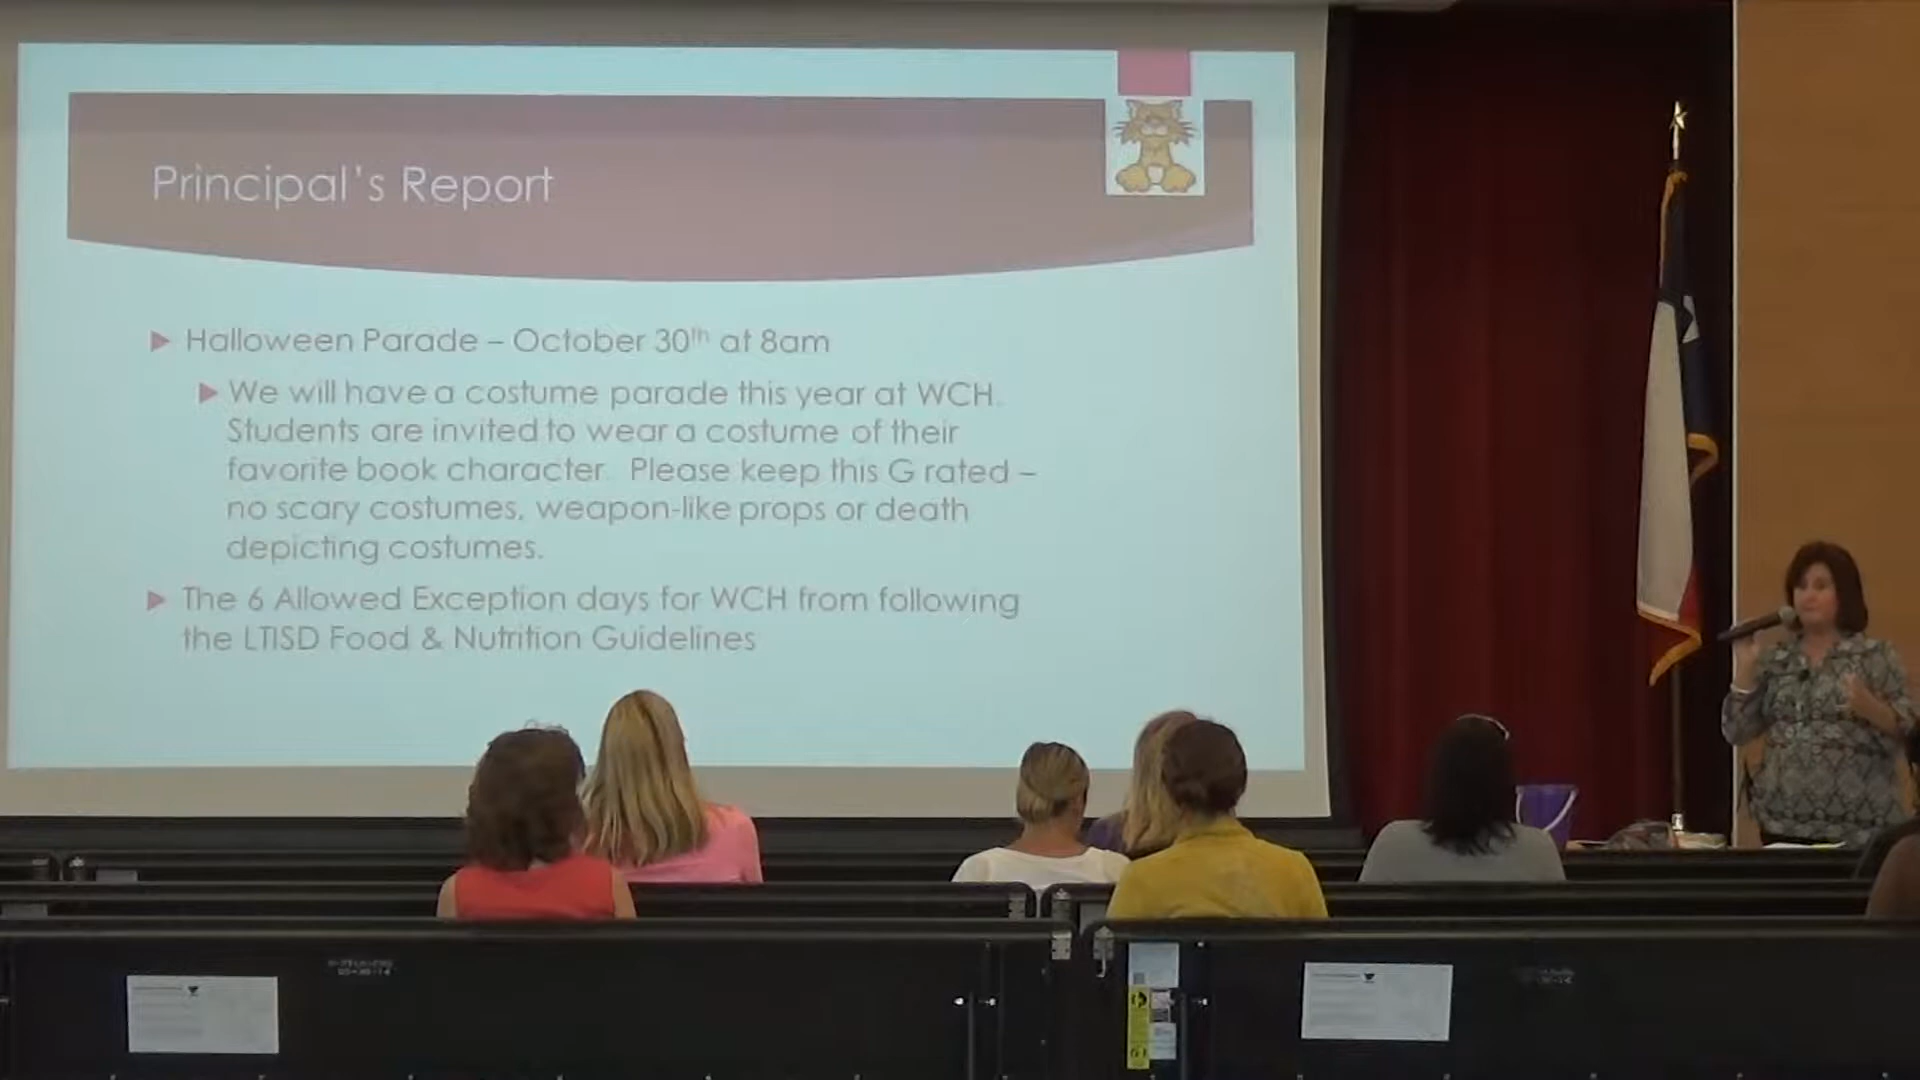 Principal's Report
Halloween Parade – October 30th at 8am
We will have a costume parade this year at WCH.
Students are invited to wear a costume of their
favorite book character. Please keep this G rated –
no scary costumes, weapon-like props or death
depicting costumes.
The 6 Allowed Exception days for WCH from following
the LTISD Food & Nutrition Guidelines